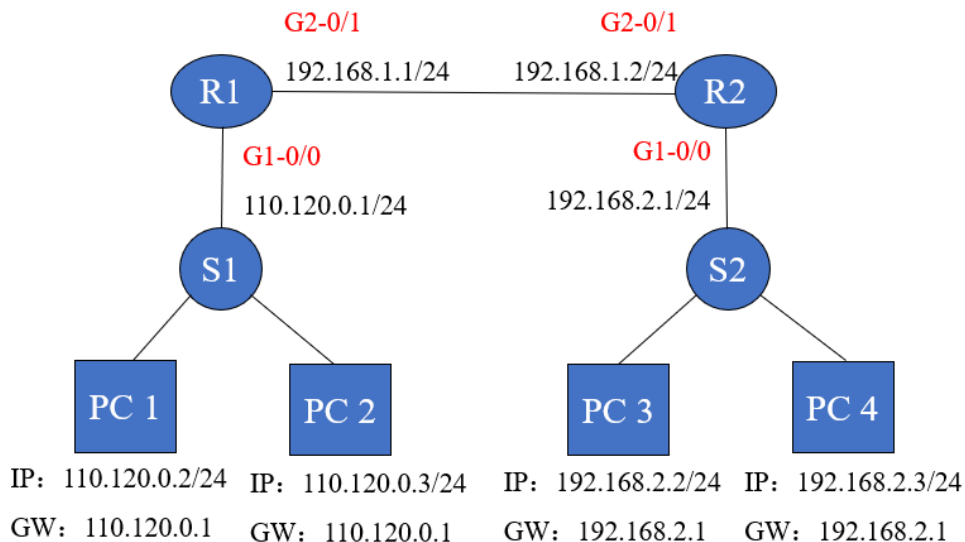 G2-0/1
G2-0/1
192.168.1.1/24
192.168.1.2/24
R1
R2
G1-0/0
G1-0/0
110.120.0.1/24
192.168.2.1/24
S1
S2
PC 1
PC 2
PC 3
PC 4
IP：110.120.0.2/24
IP：110.120.0.3/24
IP：192.168.2.2/24
IP：192.168.2.3/24
GW：110.120.0.1
GW：110.120.0.1
GW：192.168.2.1
GW：192.168.2.1